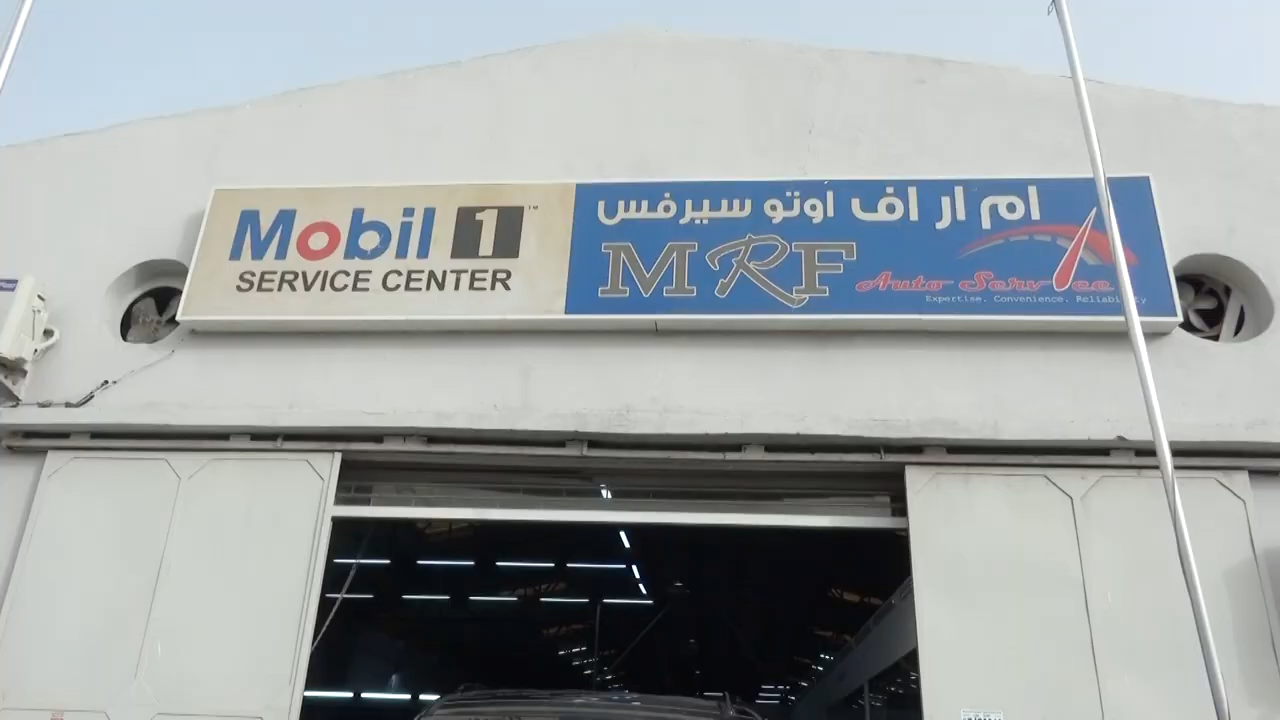 Mobil 1™
SERVICE CENTER
ام ار اف اوتو سيرفس
MRF Auto Service
Expertise. Convenience. Reliability